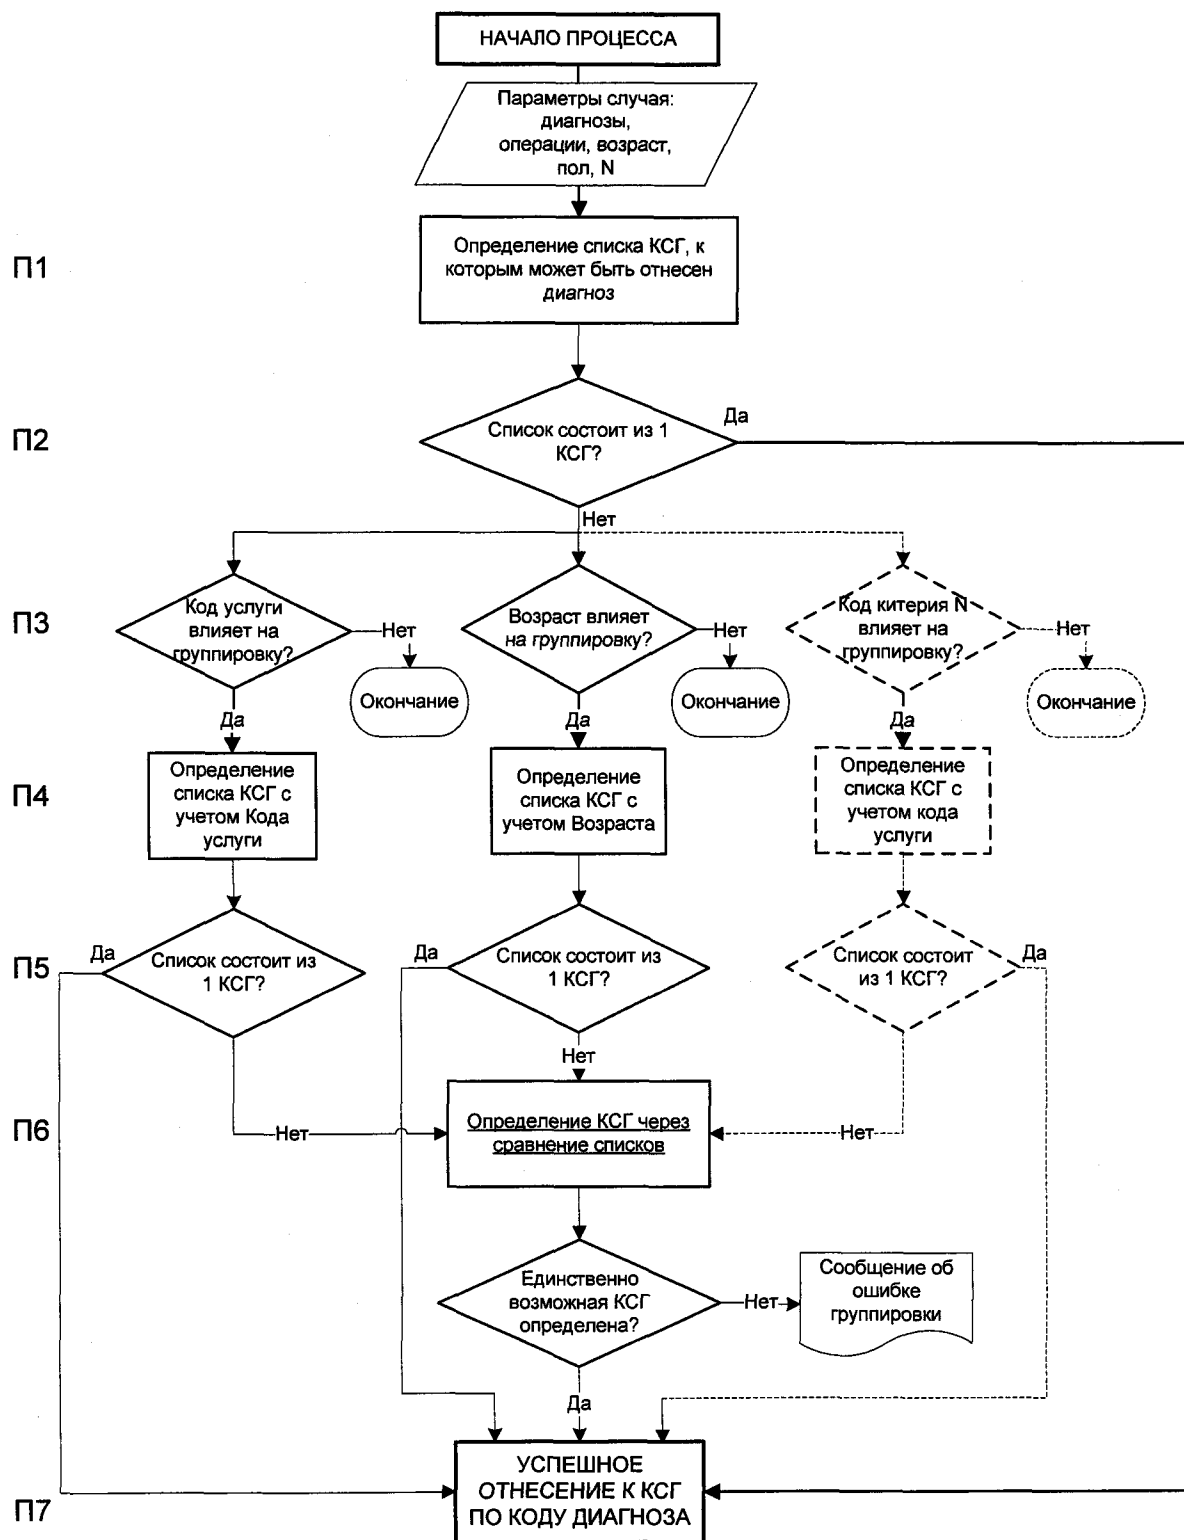 НАЧАЛО ПРОЦЕССА
Параметры случая:
диагнозы,
операции, возраст,
пол, N
П1
Определение списка КСГ, к
которым может быть отнесен
диагноз
Да
П2
Список состоит из 1
КСГ?
Нет
П3
Код услуги
влияет на
группировку?
Нет
Окончание
Возраст влияет
на группировку?
Нет
Окончание
Код китерия N
влияет на
группировку?
Нет
Окончание
Да
Да
Да
П4
Определение
списка КСГ с
учетом Кода
услуги
Определение
списка КСГ с
учетом Возраста
Определение
списка КСГ с
учетом кода
услуги
П5
Да
Список состоит из
1 КСГ?
Да
Список состоит из
1 КСГ?
Список состоит
из 1 КСГ?
Да
Нет
П6
Нет
Определение КСГ через
сравнение списков
Нет
Единственно
возможная КСГ
определена?
Нет
Сообщение об
ошибке
группировки
Да
П7
УСПЕШНОЕ
ОТНЕСЕНИЕ К КСГ
ПО КОДУ ДИАГНОЗА